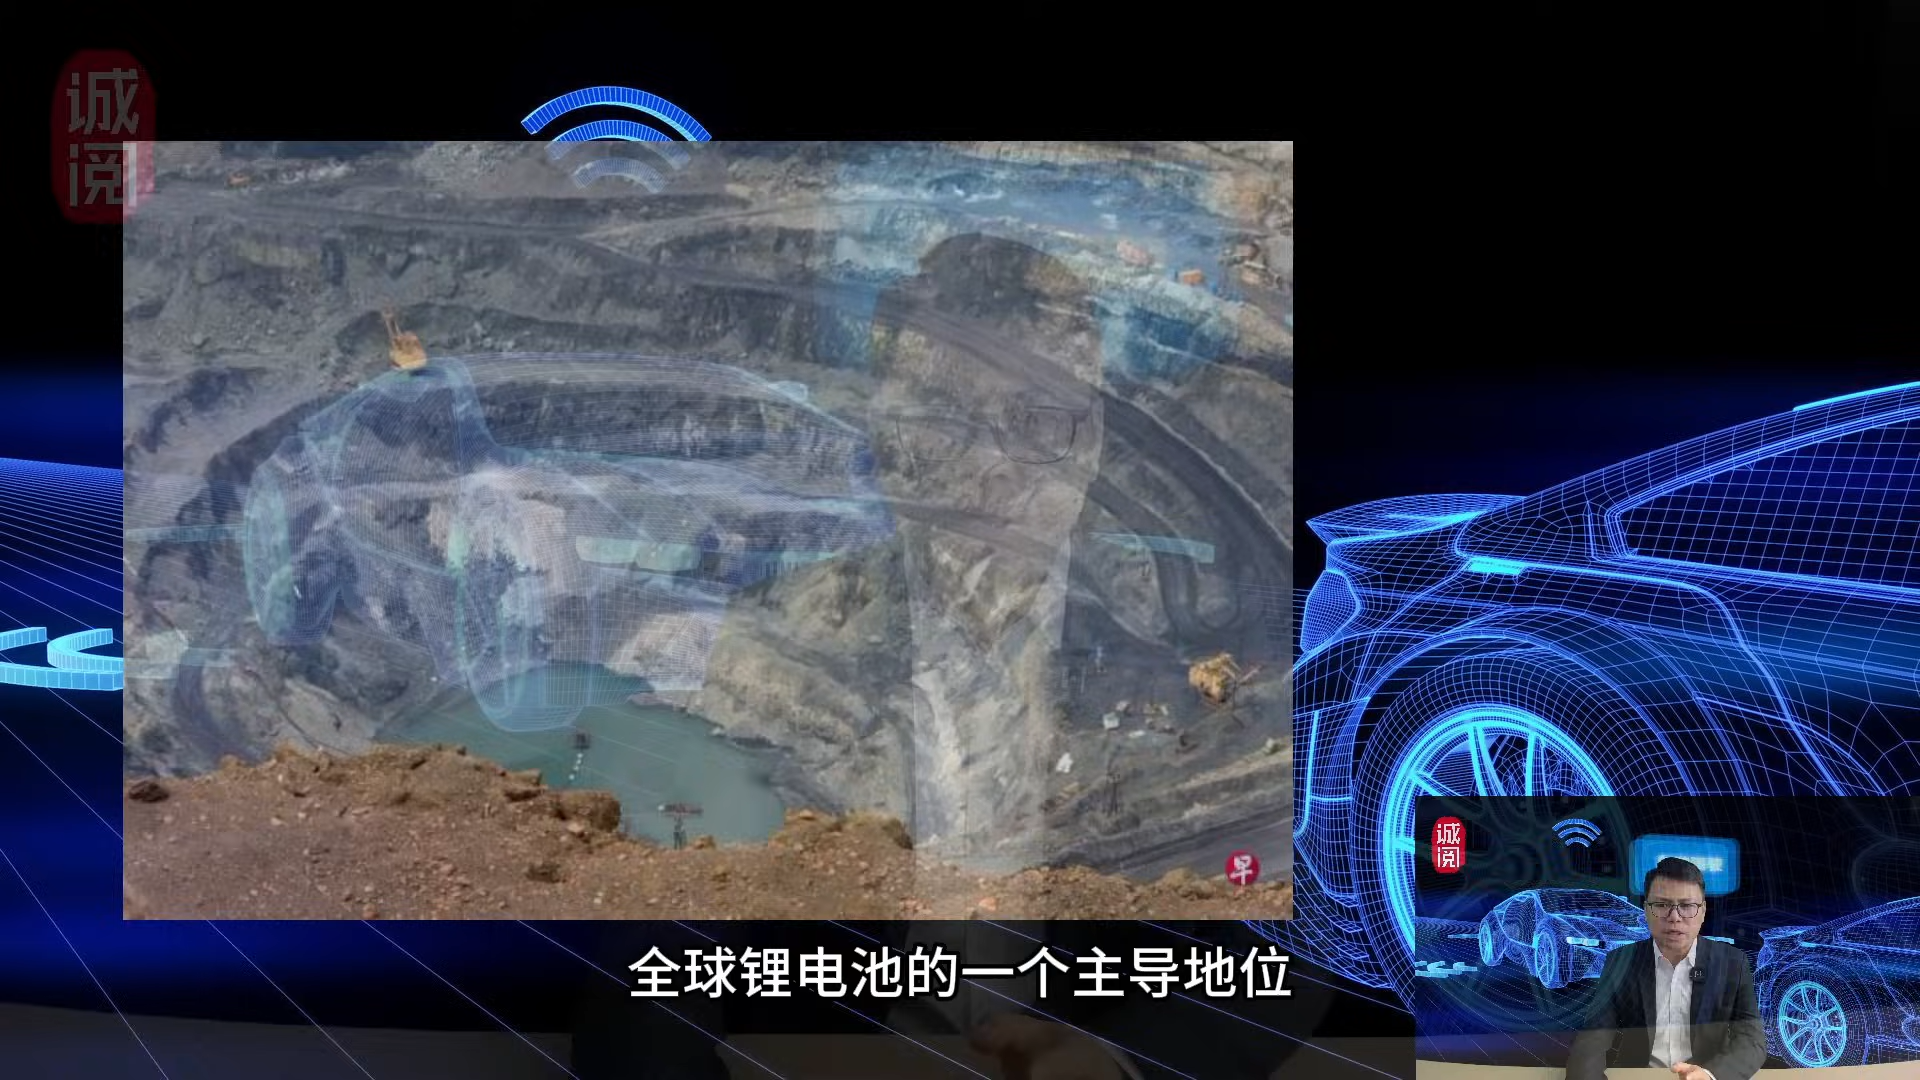 诚
阅
早
全球锂电池的一个主导地位
诚
阅